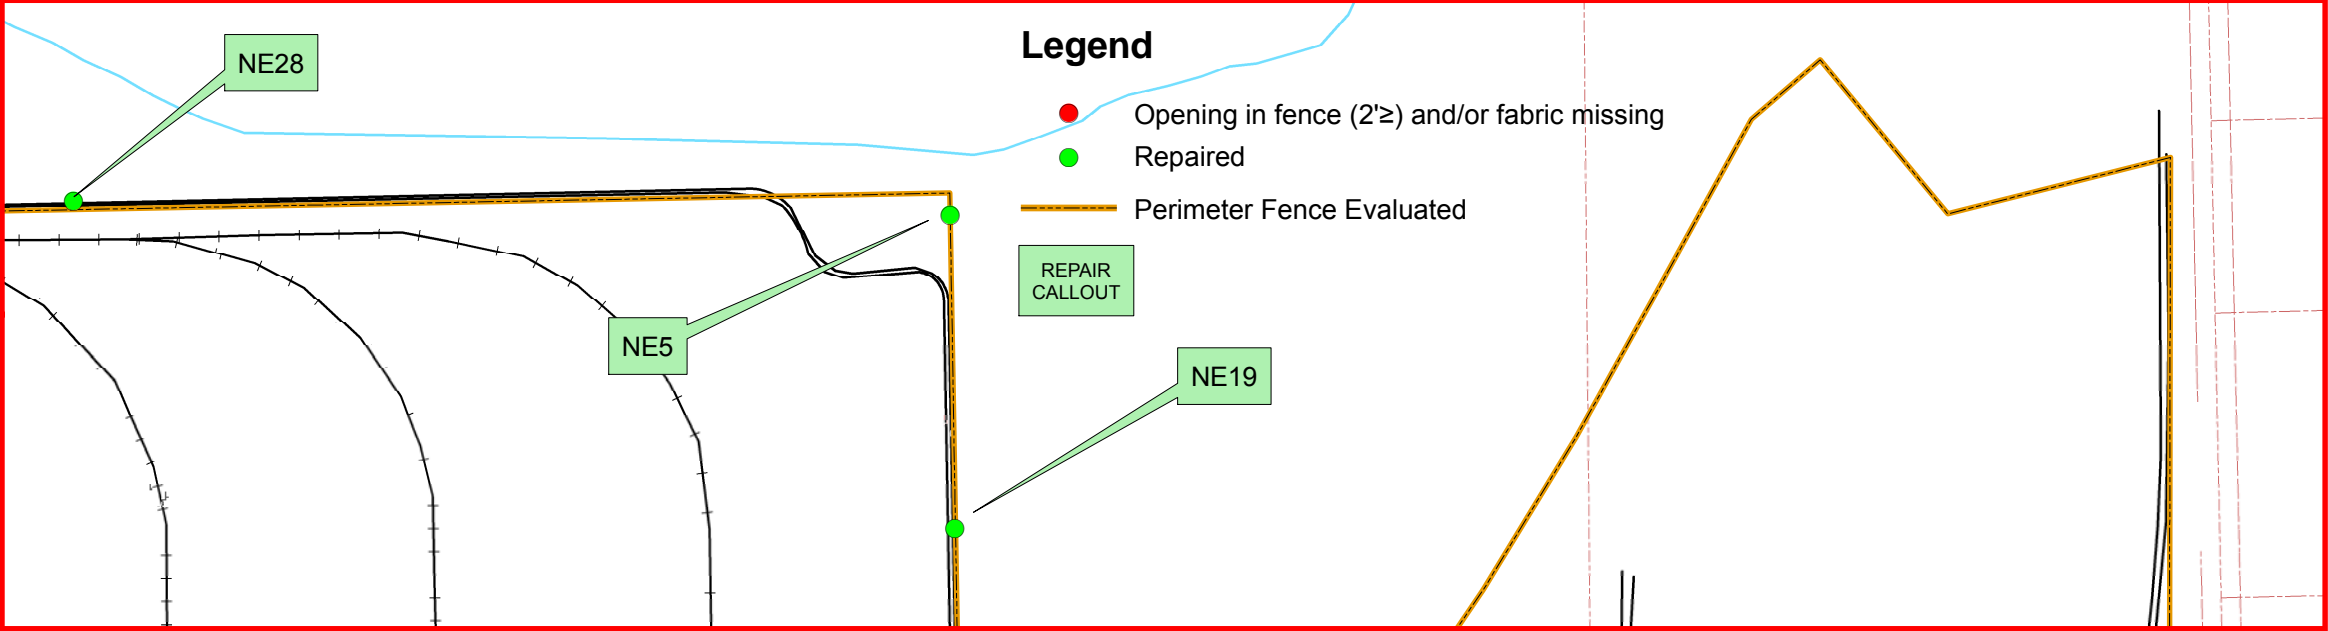 NE28
Legend
Opening in fence (2'≥) and/or fabric missing
Repaired
Perimeter Fence Evaluated
REPAIR
CALLOUT
NE5
NE19